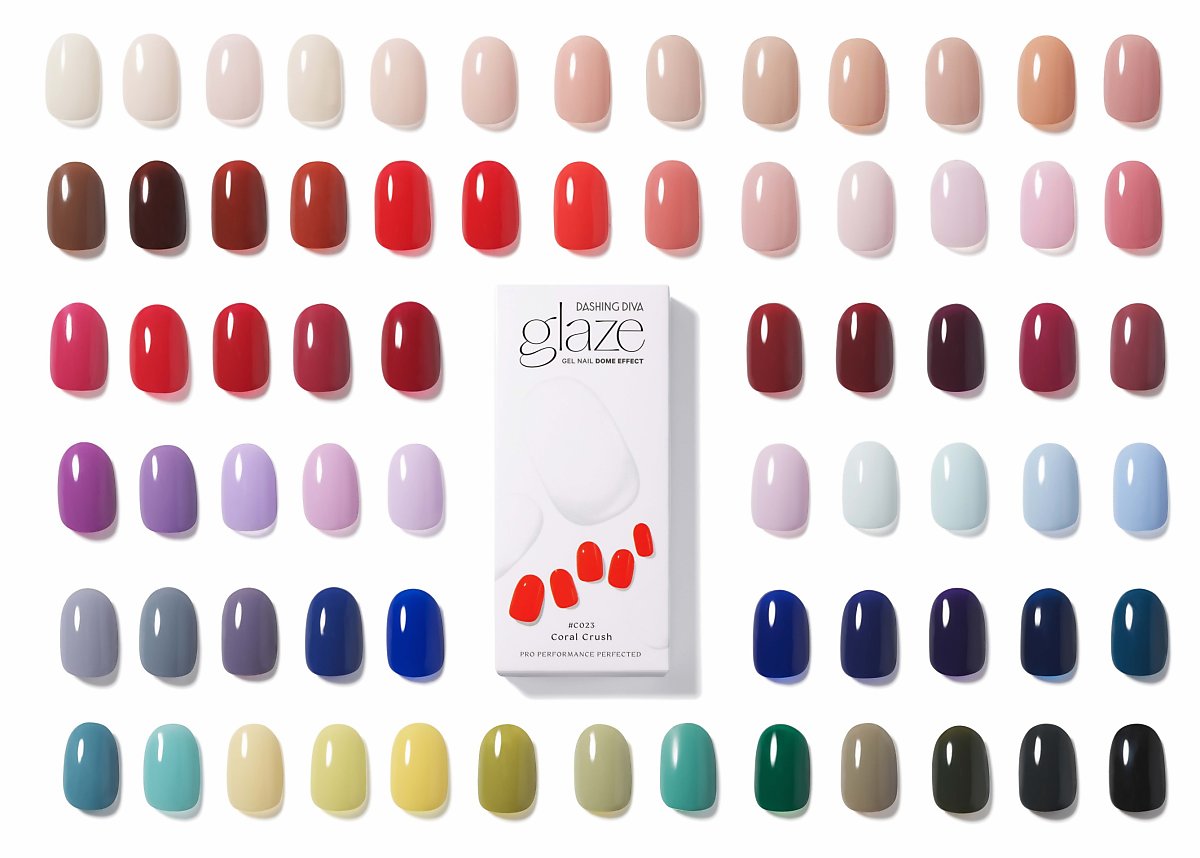 DASHING DIVA
glaze
GEL NAIL DOME EFFECT
#C023
Coral Crush
PRO PERFORMANCE PERFECTED